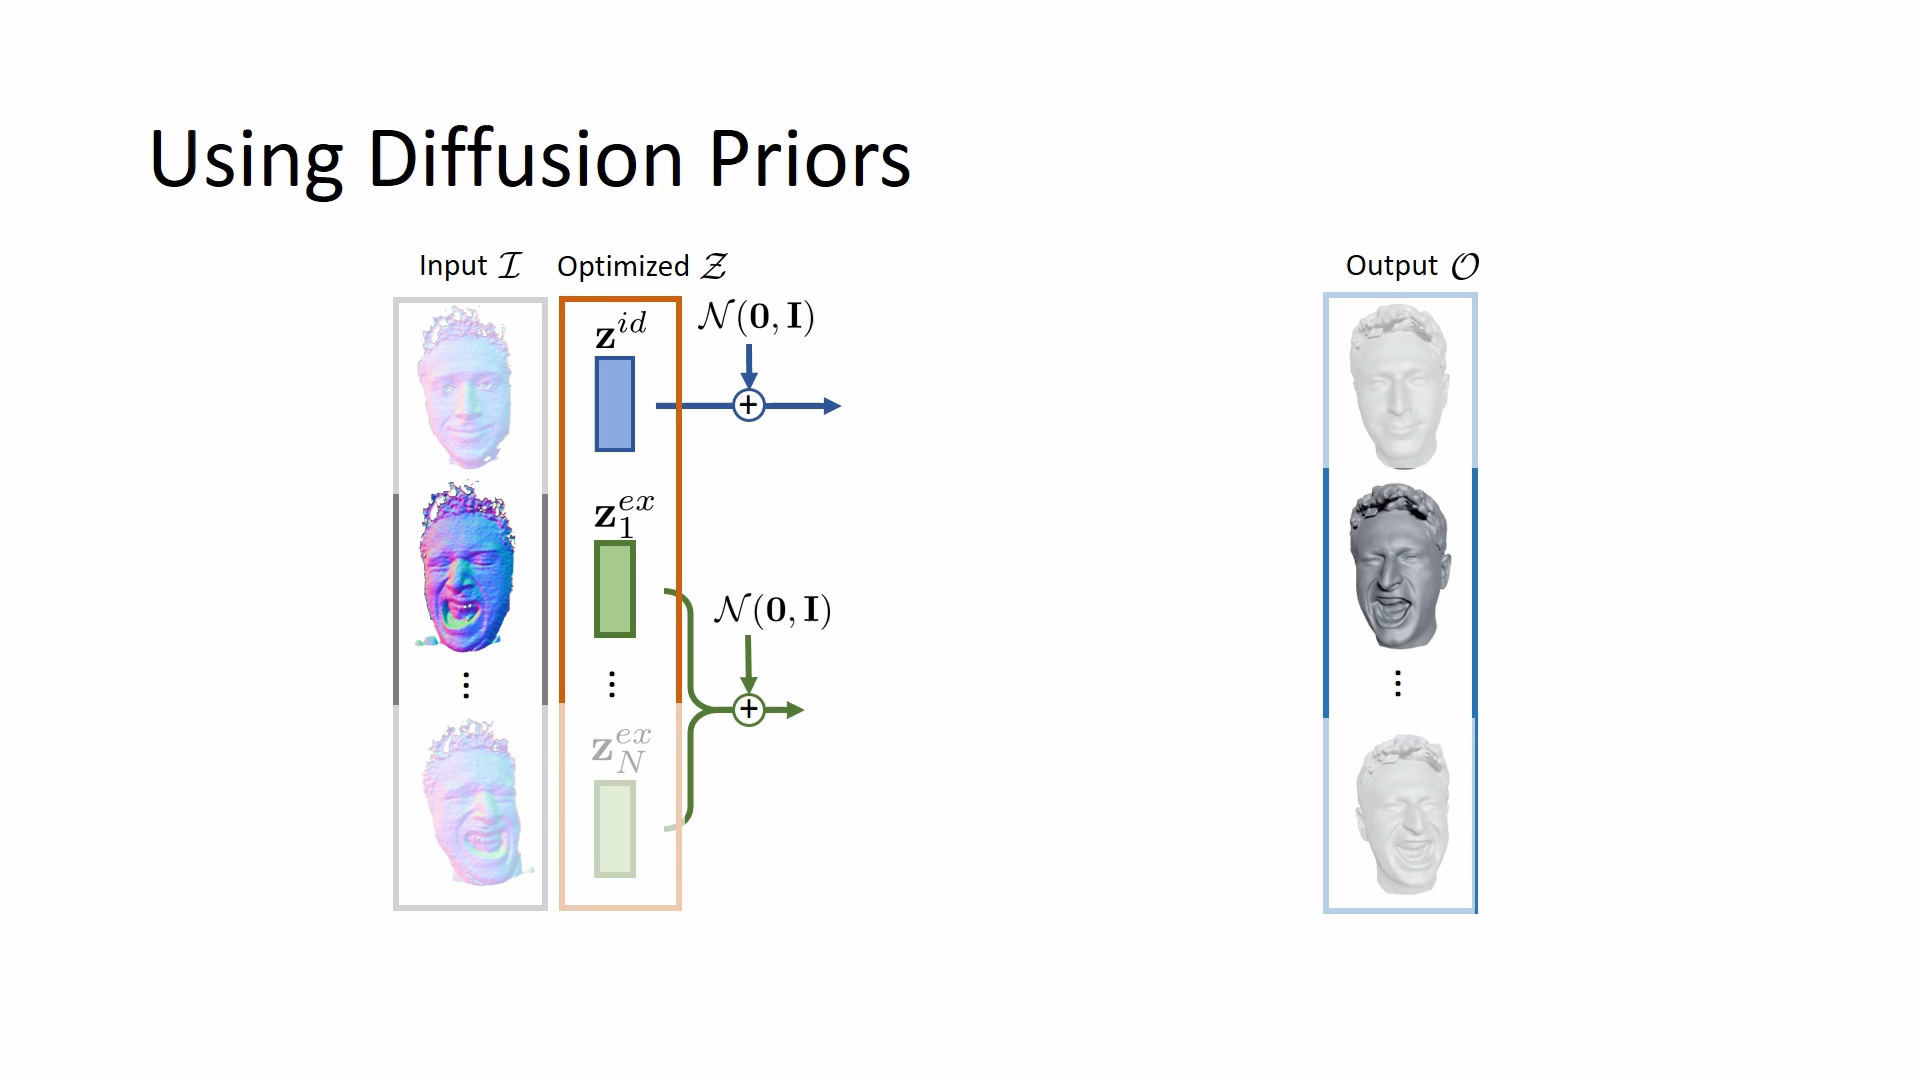 Using Diffusion Priors
Input ℐ
Optimized 𝒵
Output 𝒪
𝒩(𝟎, 𝐈)
𝐳^{id}
+
𝐳_1^{ex}
𝒩(𝟎, 𝐈)
⋮
⋮
⋮
+
𝐳_N^{ex}